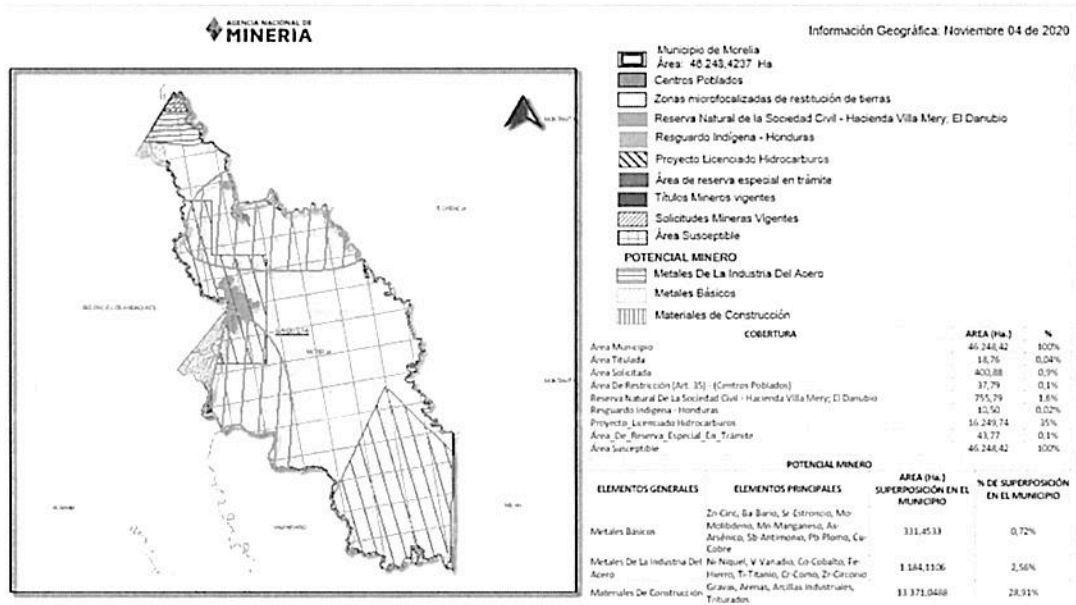 AGENCIA NACIONAL DE
MINERÍA
Información Geográfica: Noviembre 04 de 2020
Municipio de Morelia
Área: 46.248,4237 Ha
Centros Poblados
Zonas microfocalizadas de restitución de tierras
Reserva Natural de la Sociedad Civil - Hacienda Villa Mery; El Danubio
Resguardo Indígena - Honduras
Proyecto Licenciado Hidrocarburos
Área de reserva especial en trámite
Títulos Mineros vigentes
Solicitudes Mineras Vigentes
Área Susceptible
POTENCIAL MINERO
Metales De La Industria Del Acero
Metales Básicos
Materiales de Construcción
COBERTURA AREA (Ha.) %
Área Municipio 46.248,42 100%
Área Titulada 18,76 0,04%
Área Solicitada 400,88 0,9%
Área De Restricción (Art. 35) - (Centros Poblados) 37,79 0,1%
Reserva Natural De La Sociedad Civil - Hacienda Villa Mery; El Danubio 755,79 1,6%
Resguardo Indígena - Honduras 10,50 0,02%
Proyecto_Licenciado Hidrocarburos 16.249,74 35%
Área_De_Reserva_Especial_En_Trámite 43,77 0,1%
Área Susceptible 46.248,42 100%
POTENCIAL MINERO
ELEMENTOS GENERALES ELEMENTOS PRINCIPALES AREA (Ha.) SUPERPOSICIÓN EN EL MUNICIPIO % DE SUPERPOSICIÓN EN EL MUNICIPIO
Metales Básicos Zn-Cinc, Ba-Bario, Sr-Estroncio, Mo-
Molibdeno, Mn-Manganeso, As-
Arsénico, Sb-Antimonio, Pb-Plomo, Cu-
Cobre 331,4533 0,72%
Metales De La Industria Del Acero Ni-Niquel, V-Vanadio, Co-Cobalto, Fe-
Hierro, Ti-Titanio, Cr-Cromo, Zr-Circonio 1.184,1106 2,56%
Materiales De Construcción Gravas, Arenas, Arcillas Industriales,
Triturados 13.371,0488 28,91%